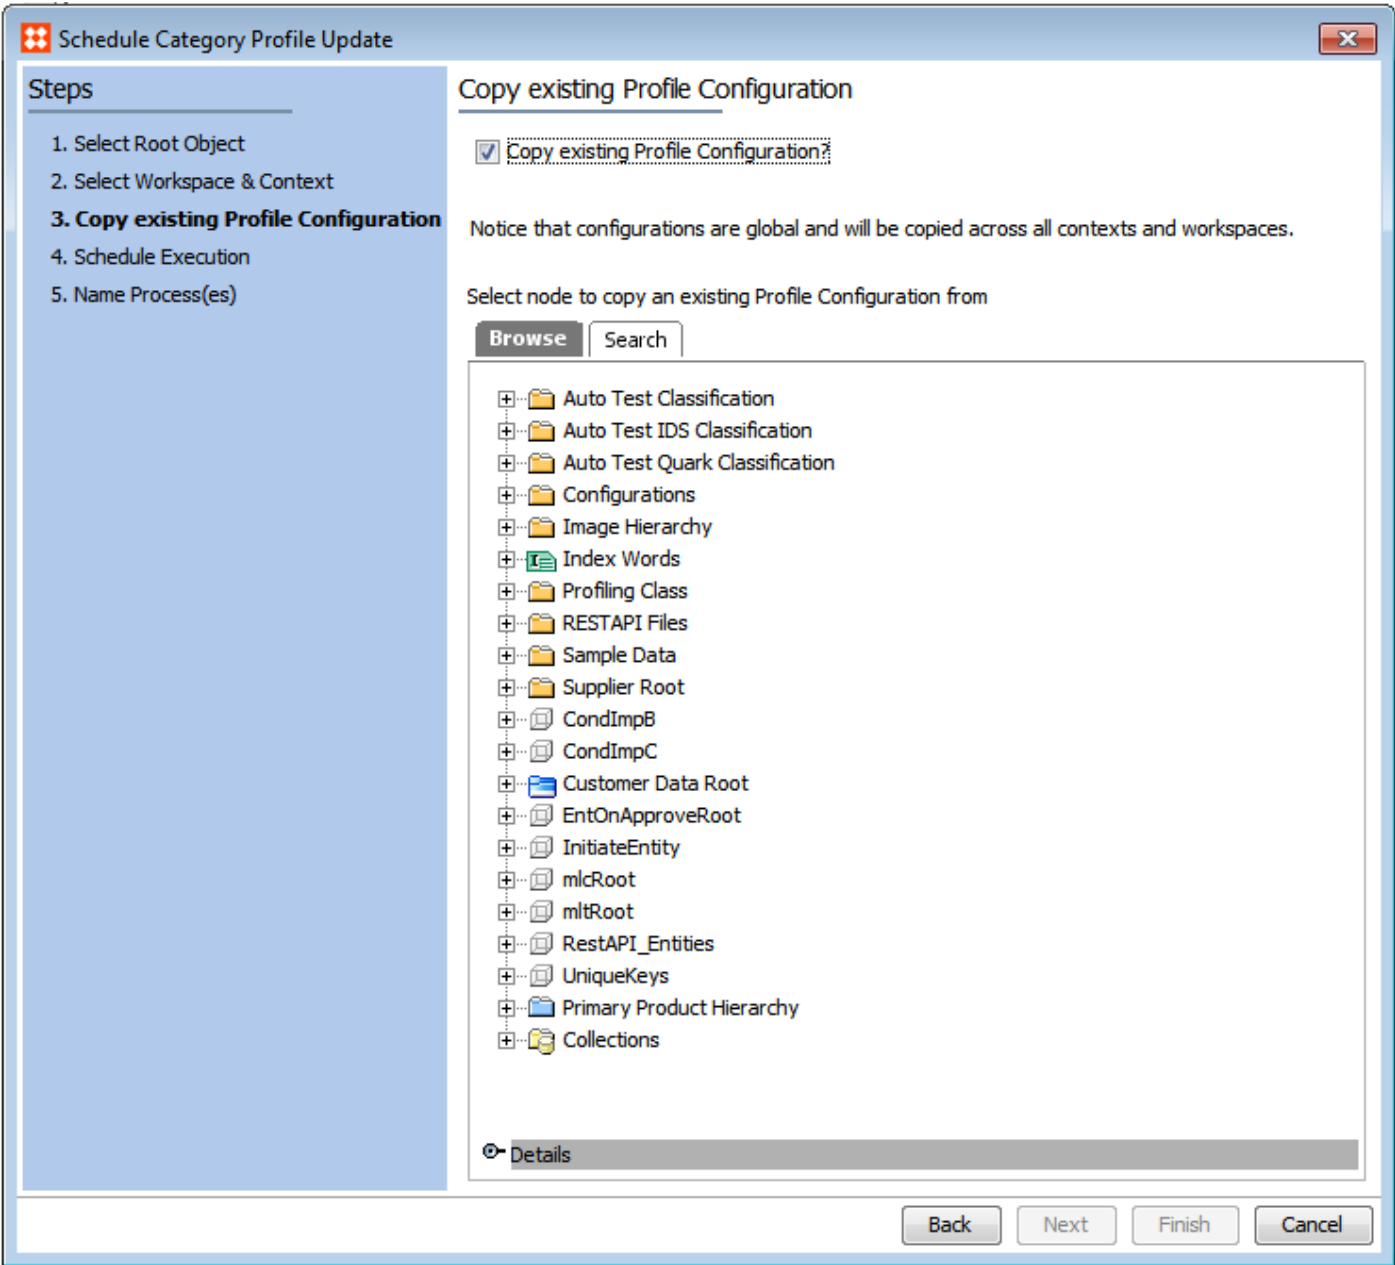 Schedule Category Profile Update
Steps
1. Select Root Object
2. Select Workspace & Context
3. Copy existing Profile Configuration
4. Schedule Execution
5. Name Process(es)
Copy existing Profile Configuration
Copy existing Profile Configuration?
Notice that configurations are global and will be copied across all contexts and workspaces.
Select node to copy an existing Profile Configuration from
Browse Search
Auto Test Classification
Auto Test IDS Classification
Auto Test Quark Classification
Configurations
Image Hierarchy
Index Words
Profiling Class
RESTAPI Files
Sample Data
Supplier Root
CondImpB
CondImpC
Customer Data Root
EntOnApproveRoot
InitiateEntity
mlcRoot
mltRoot
RestAPI_Entities
UniqueKeys
Primary Product Hierarchy
Collections
Details
Back Next Finish Cancel